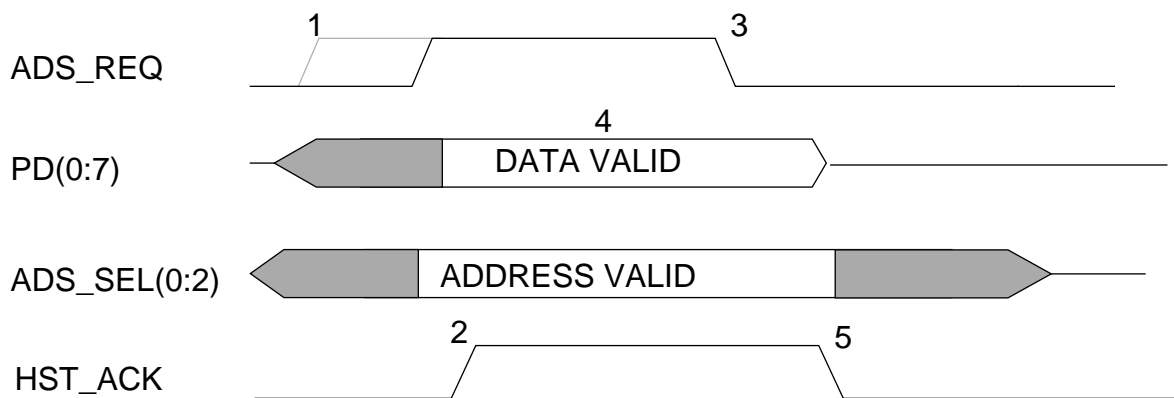 1
3
ADS_REQ
4
PD(0:7)
DATA VALID
ADS_SEL(0:2)
ADDRESS VALID
2
5
HST_ACK